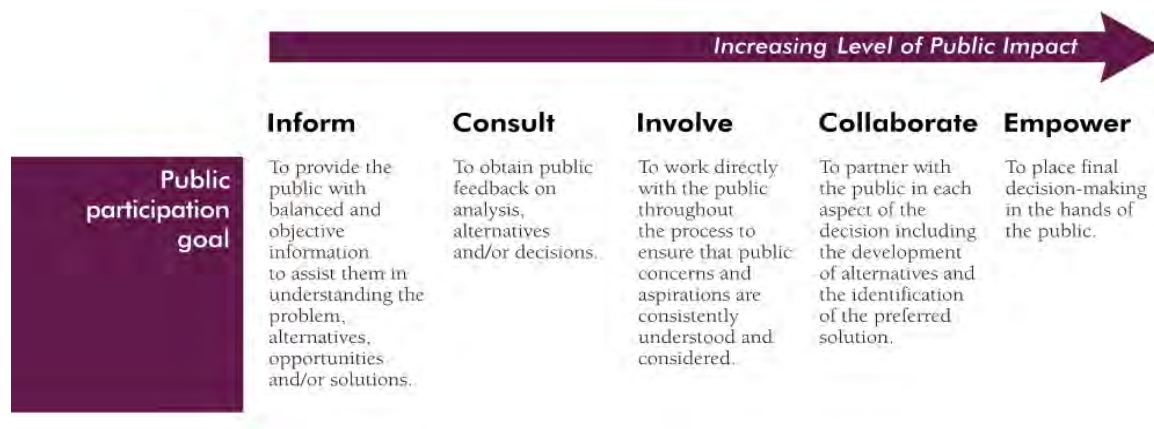 Increasing Level of Public Impact
Inform
Consult
Involve
Collaborate
Empower
Public
participation
goal
To provide the
public with
balanced and
objective
information
to assist them in
understanding the
problem,
alternatives,
opportunities
and/or solutions.
To obtain public
feedback on
analysis,
alternatives
and/or decisions.
To work directly
with the public
throughout
the process to
ensure that public
concerns and
aspirations are
consistently
understood and
considered.
To partner with
the public in each
aspect of the
decision including
the development
of alternatives and
the identification
of the preferred
solution.
To place final
decision-making
in the hands of
the public.